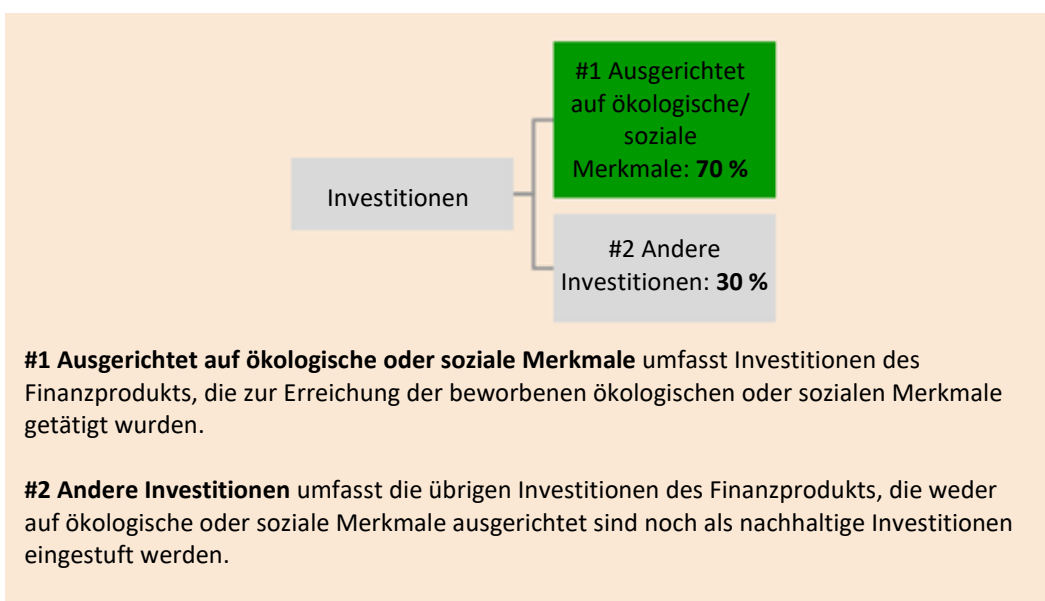 #1 Ausgerichtet
auf ökologische/
soziale
Merkmale: 70 %
Investitionen
#2 Andere
Investitionen: 30 %
#1 Ausgerichtet auf ökologische oder soziale Merkmale umfasst Investitionen des
Finanzprodukts, die zur Erreichung der beworbenen ökologischen oder sozialen Merkmale
getätigt wurden.
#2 Andere Investitionen umfasst die übrigen Investitionen des Finanzprodukts, die weder
auf ökologische oder soziale Merkmale ausgerichtet sind noch als nachhaltige Investitionen
eingestuft werden.